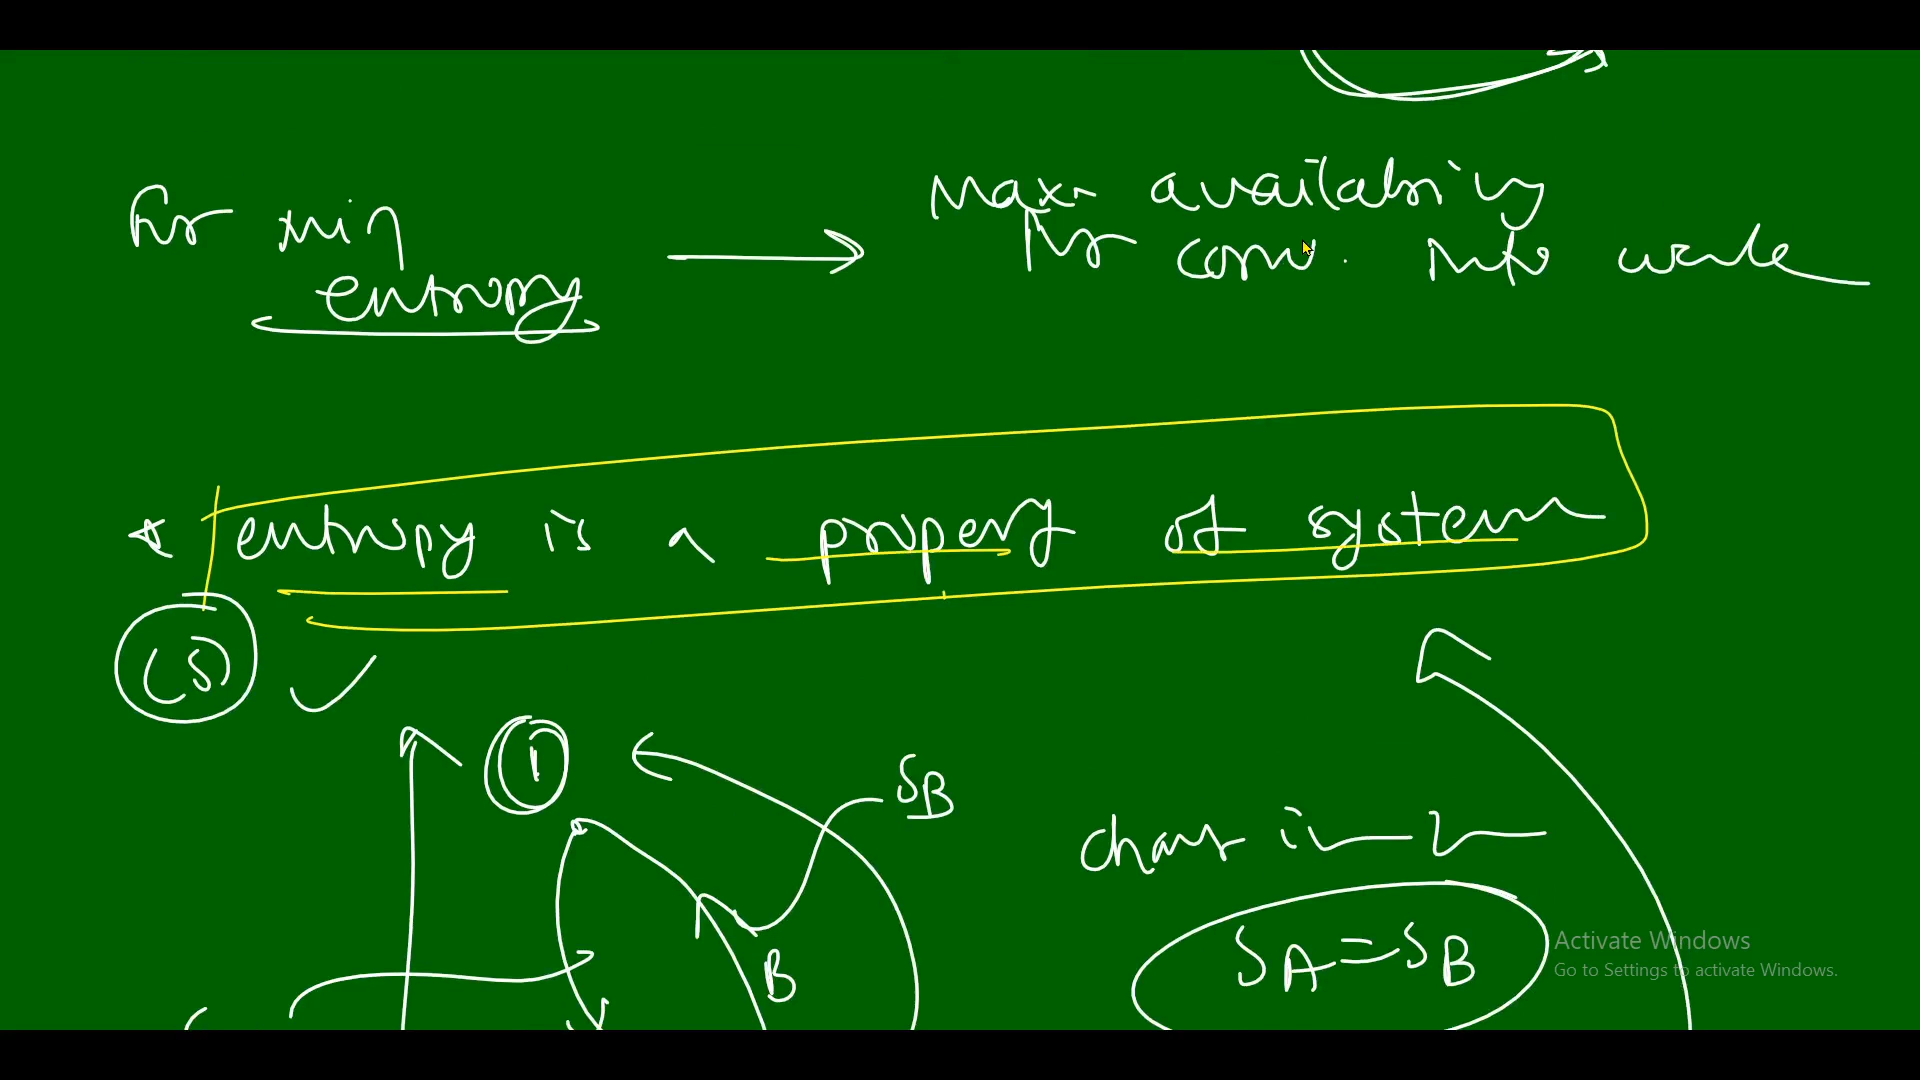 For min
entropy
Max- availability
for conv. into work
* entropy is a property of system
(S)
1
SB
chang in
B
SA = SB
Activate Windows
Go to Settings to activate Windows.